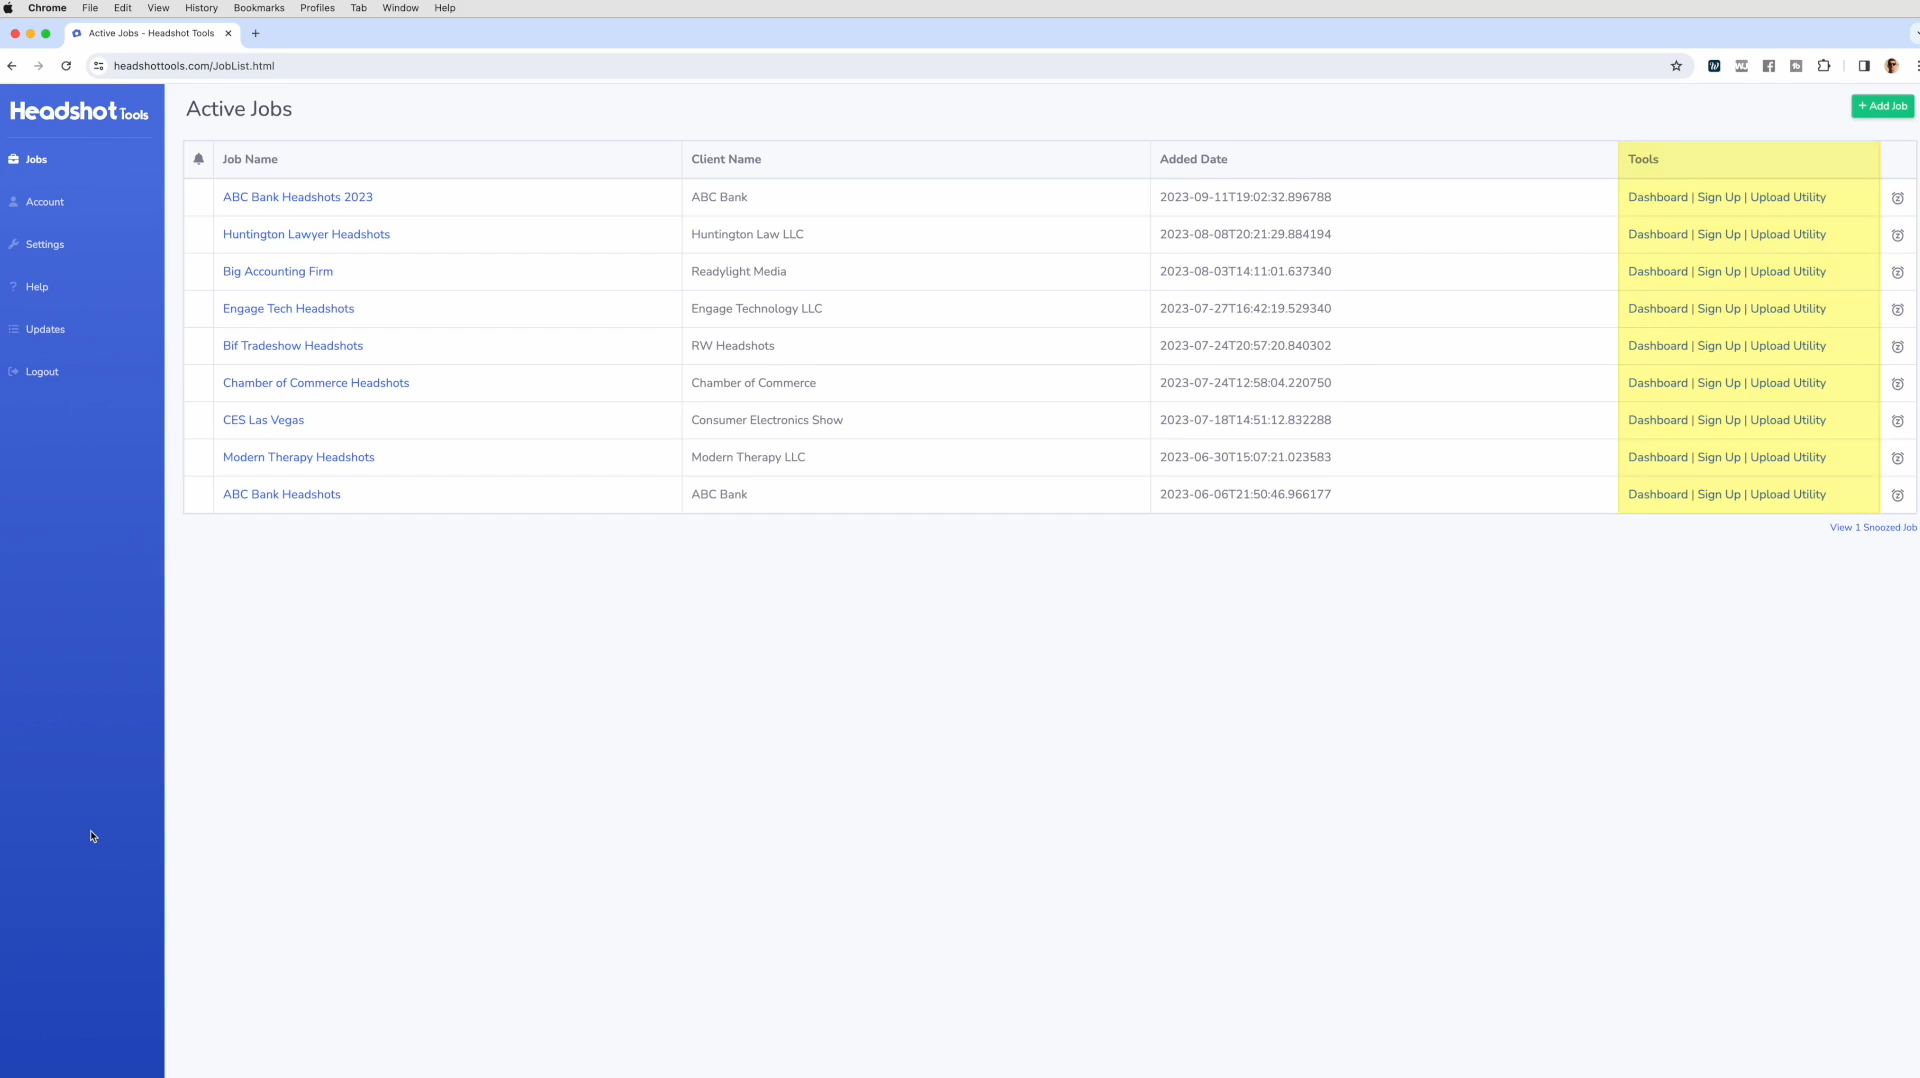 Chrome File Edit View History Bookmarks Profiles Tab Window Help
Active Jobs - Headshot Tools
headshottools.com/JobList.html
Headshot Tools
Active Jobs
+ Add Job
Jobs
Account
Settings
Help
Updates
Logout
Job Name Client Name Added Date Tools
ABC Bank Headshots 2023 ABC Bank 2023-09-11T19:02:32.896788 Dashboard | Sign Up | Upload Utility
Huntington Lawyer Headshots Huntington Law LLC 2023-08-08T20:21:29.884194 Dashboard | Sign Up | Upload Utility
Big Accounting Firm Readylight Media 2023-08-03T14:11:01.637340 Dashboard | Sign Up | Upload Utility
Engage Tech Headshots Engage Technology LLC 2023-07-27T16:42:19.529340 Dashboard | Sign Up | Upload Utility
Bif Tradeshow Headshots RW Headshots 2023-07-24T20:57:20.840302 Dashboard | Sign Up | Upload Utility
Chamber of Commerce Headshots Chamber of Commerce 2023-07-24T12:58:04.220750 Dashboard | Sign Up | Upload Utility
CES Las Vegas Consumer Electronics Show 2023-07-18T14:51:12.832288 Dashboard | Sign Up | Upload Utility
Modern Therapy Headshots Modern Therapy LLC 2023-06-30T15:07:21.023583 Dashboard | Sign Up | Upload Utility
ABC Bank Headshots ABC Bank 2023-06-06T21:50:46.966177 Dashboard | Sign Up | Upload Utility
View 1 Snoozed Job